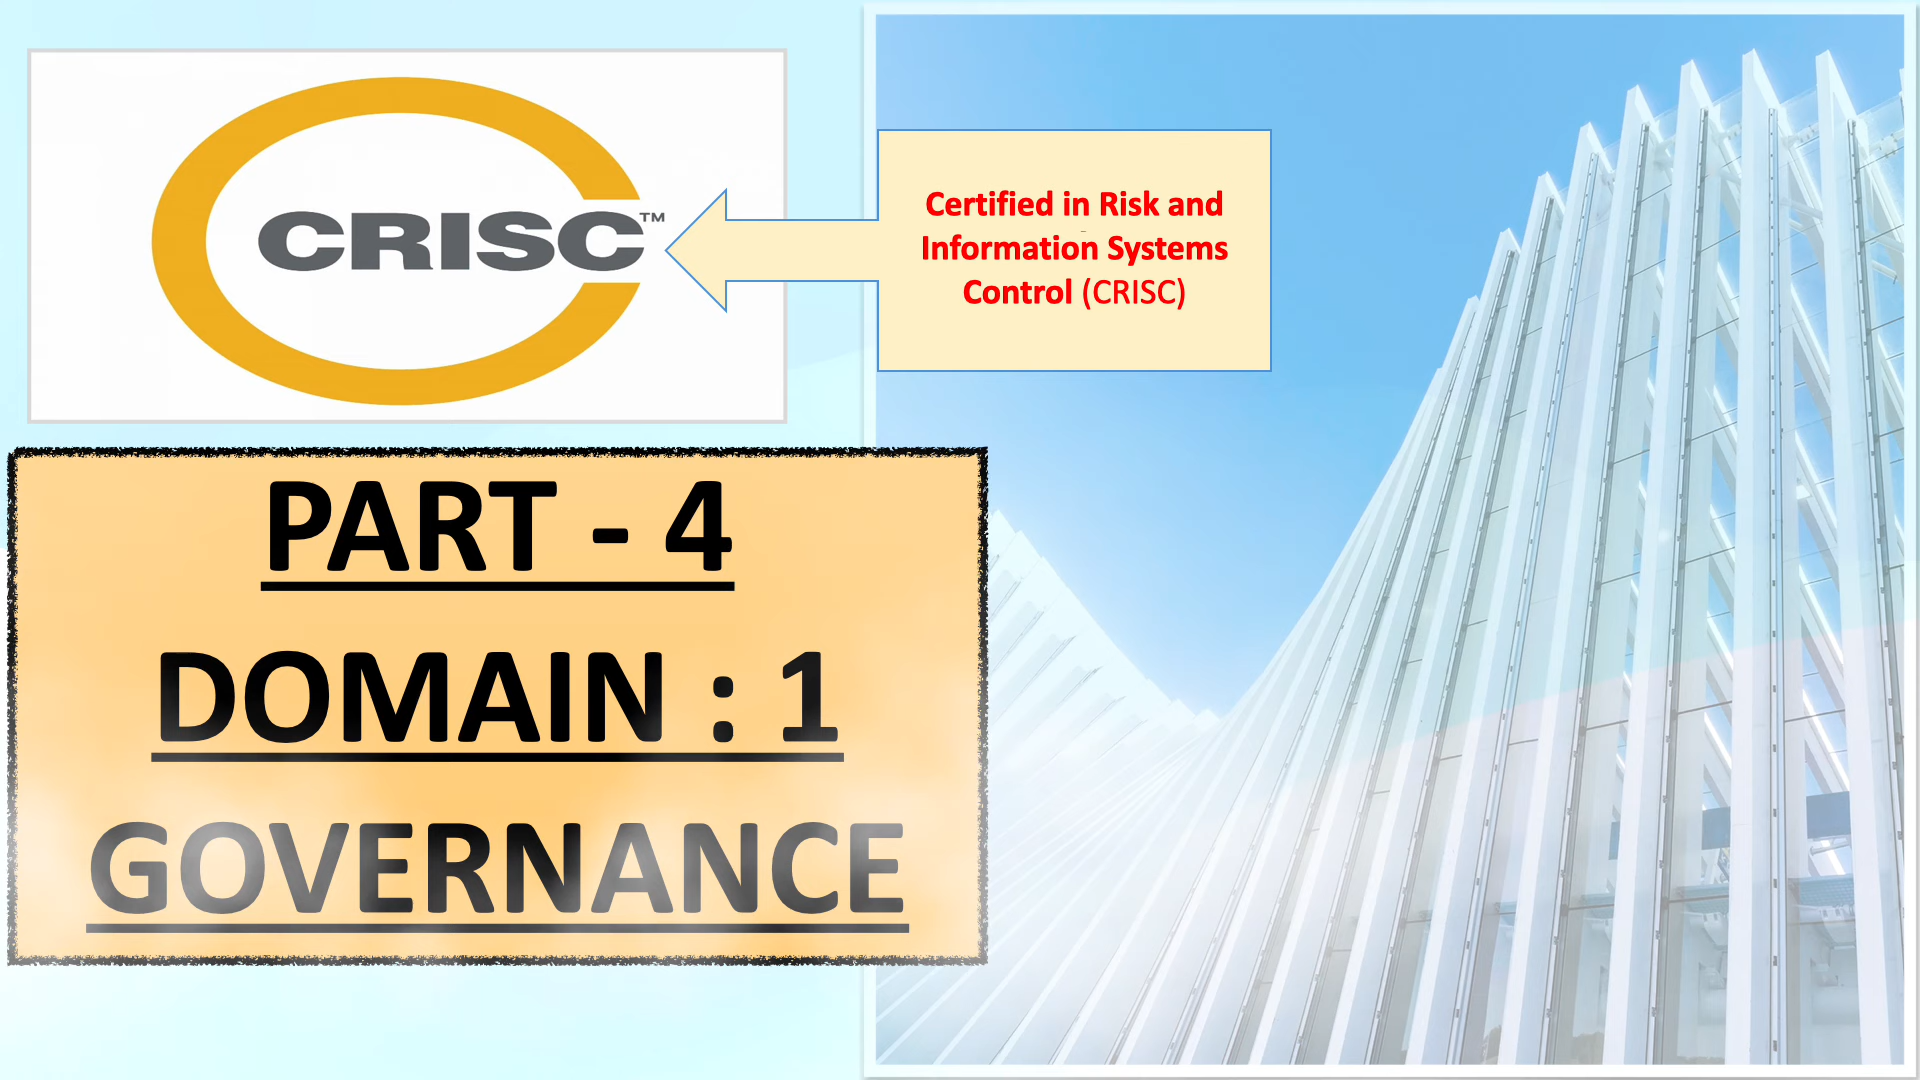 CRISC™
Certified in Risk and
Information Systems
Control (CRISC)
PART - 4
DOMAIN : 1
GOVERNANCE